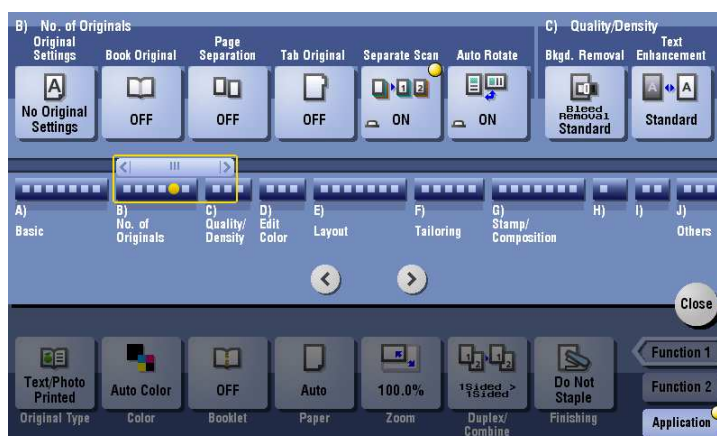 B) No. of Originals
C) Quality/Density
Original Settings
Book Original
Page Separation
Tab Original
Separate Scan
Auto Rotate
Bkgd. Removal
Text Enhancement
A
1 2
A A
No Original Settings
OFF
OFF
OFF
ON
ON
Bleed Removal Standard
Standard
A) Basic
B) No. of Originals
C) Quality/Density
D) Edit Color
E) Layout
F) Tailoring
G) Stamp/Composition
H)
I)
J) Others
Close
Text/Photo Printed
Auto Color
OFF
Auto
100.0%
1Sided > 1Sided
Do Not Staple
Original Type
Color
Booklet
Paper
Zoom
Duplex/Combine
Finishing
Function 1
Function 2
Application